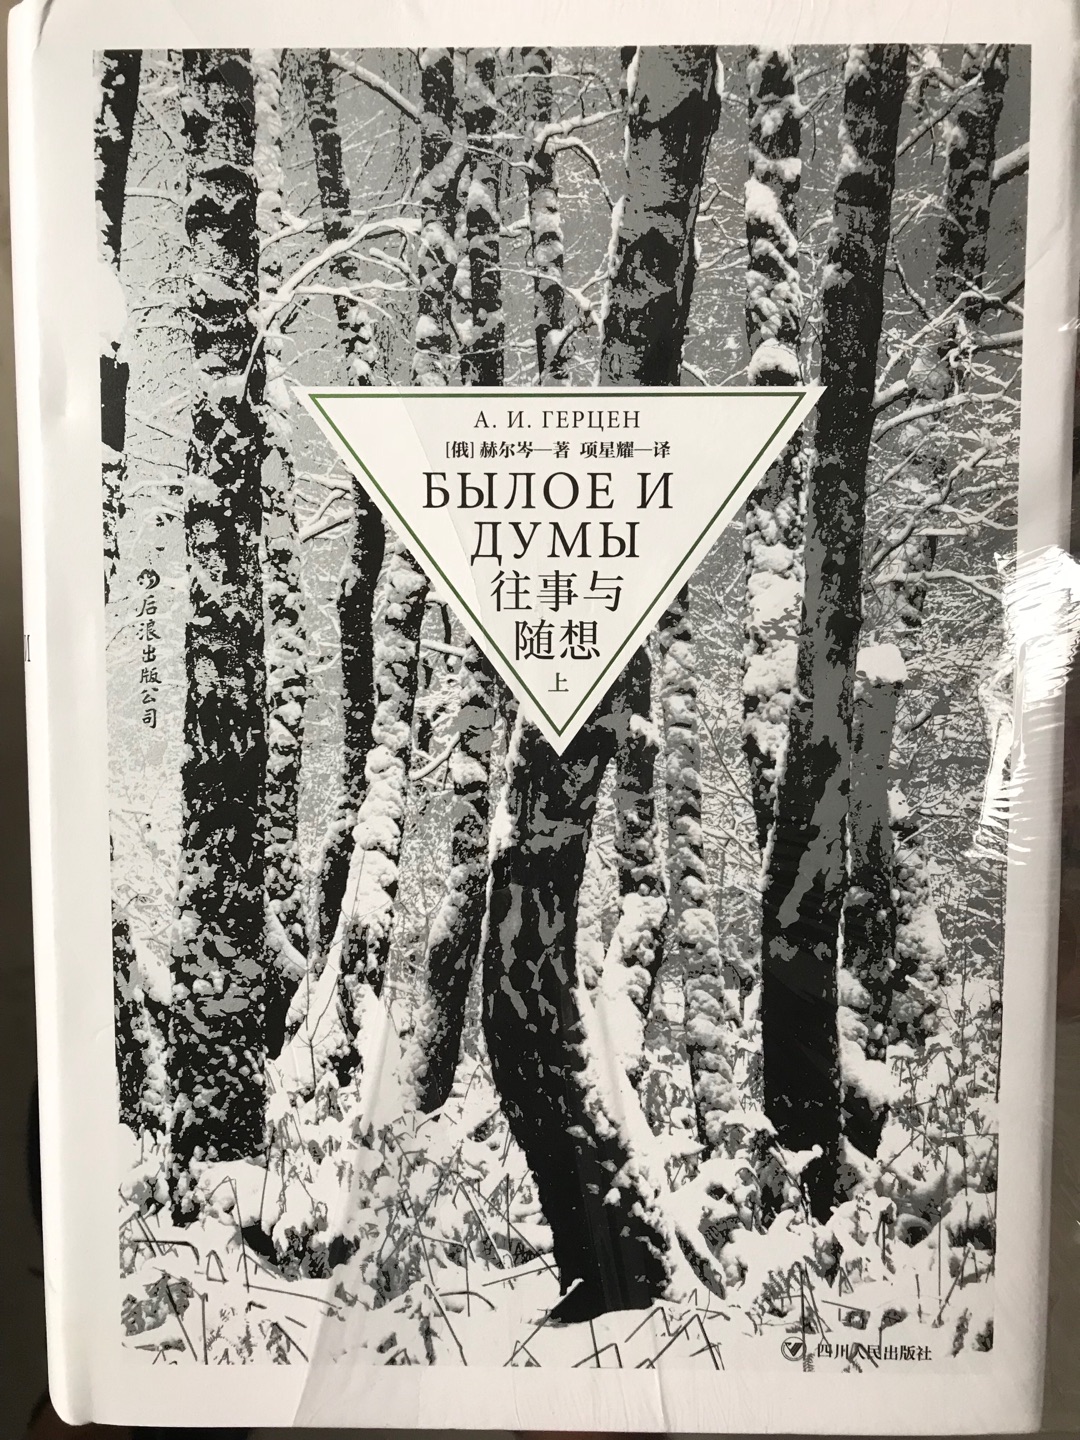 А. И. ГЕРЦЕН
[俄] 赫尔岑—著 项星耀—译
БЫЛОЕ И
ДУМЫ
往事与
随想
上
后浪出版公司
四川人民出版社